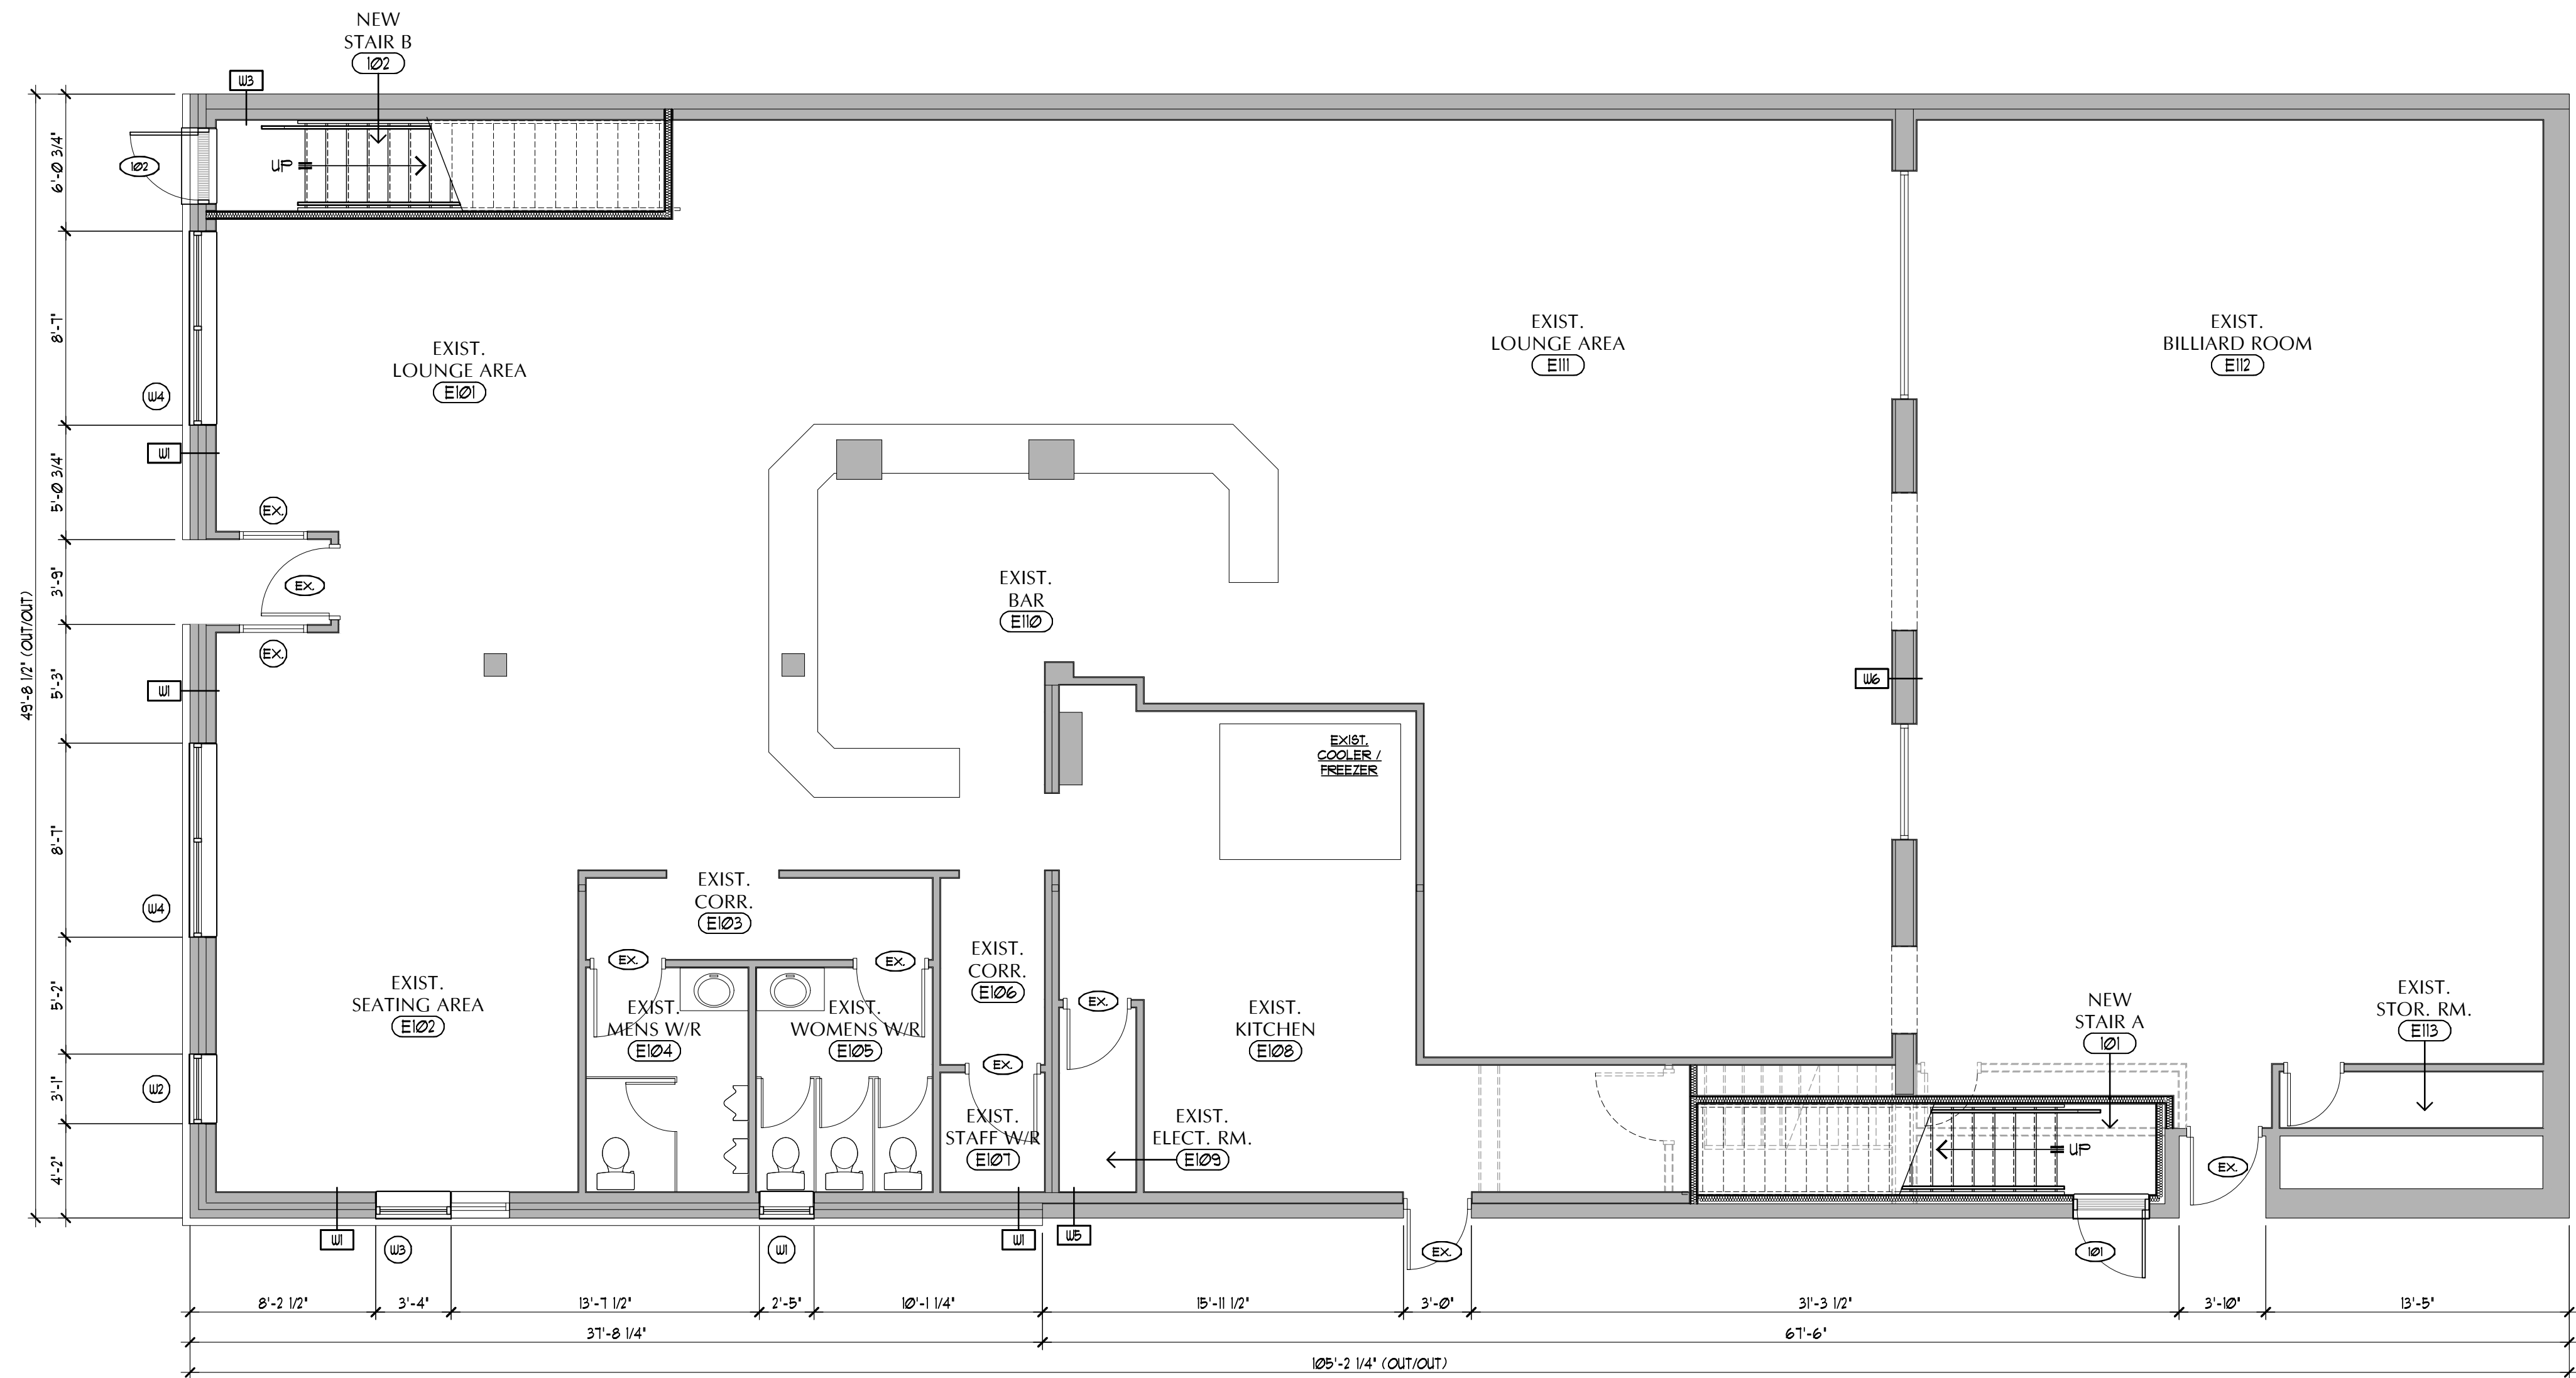 NEW
STAIR B
102
W3
102
6'-0 3/4"
8'-7"
5'-0 3/4"
3'-9"
5'-3"
8'-7"
5'-2"
3'-1"
4'-2"
49'-8 1/2" (OUT/OUT)
W4
W1
EX.
EX.
EX.
W1
W4
W2
EXIST.
LOUNGE AREA
E101
EXIST.
LOUNGE AREA
E111
EXIST.
BILLIARD ROOM
E112
UP
EXIST.
BAR
E110
W6
EXIST.
COOLER /
FREEZER
EXIST.
CORR.
E103
EX.
EX.
EXIST.
SEATING AREA
E102
EXIST.
MENS W/R
E104
EXIST.
WOMENS W/R
E105
EXIST.
CORR.
E106
EX.
EX.
EXIST.
STAFF W/R
E107
EXIST.
KITCHEN
E108
EXIST.
ELECT. RM.
E109
NEW
STAIR A
101
UP
EXIST.
STOR. RM.
E113
EX.
W1
W3
W1
W1
W5
EX.
101
8'-2 1/2"
3'-4"
13'-7 1/2"
2'-5"
10'-1 1/4"
15'-11 1/2"
3'-0"
31'-3 1/2"
3'-10"
13'-5"
37'-8 1/4"
67'-6"
105'-2 1/4" (OUT/OUT)